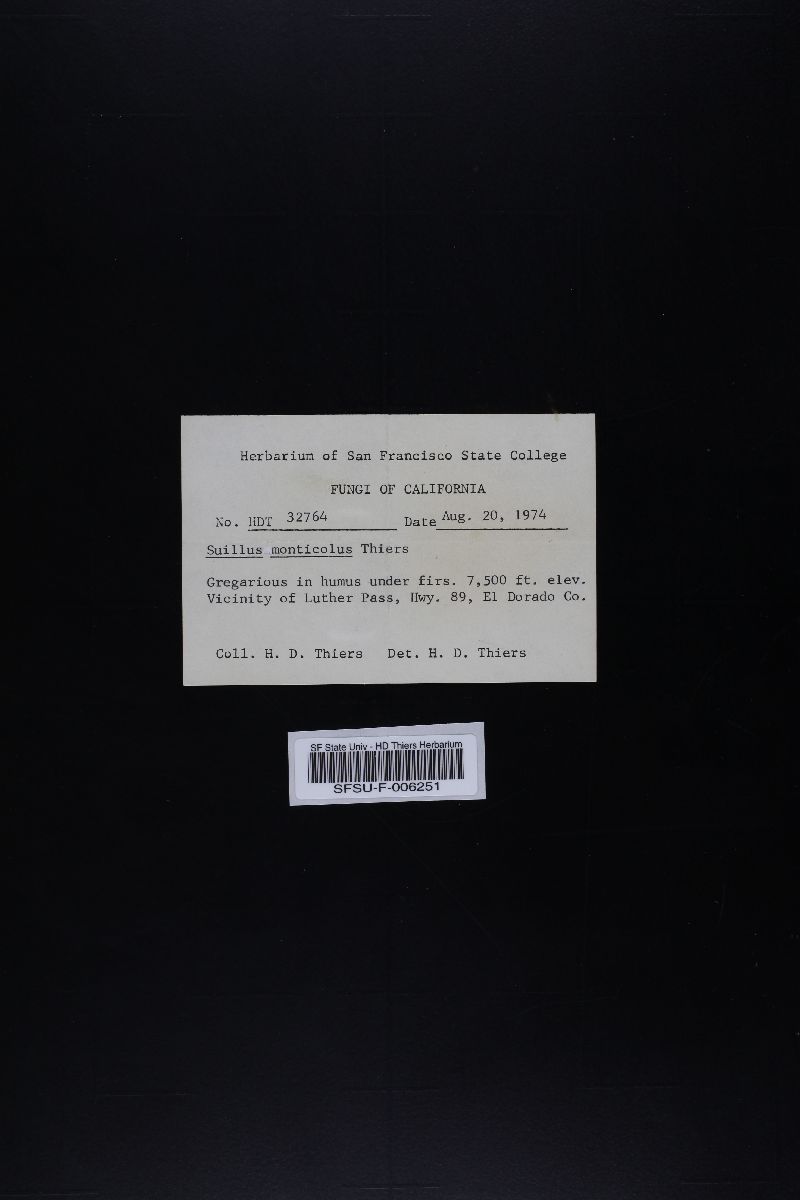 Herbarium of San Francisco State College
FUNGI OF CALIFORNIA
No. HDT 32764 Date Aug. 20, 1974
Suillus monticolus Thiers
Gregarious in humus under firs. 7,500 ft. elev.
Vicinity of Luther Pass, Hwy. 89, El Dorado Co.
Coll. H. D. Thiers Det. H. D. Thiers
SF State Univ - HD Thiers Herbarium
SFSU-F-006251